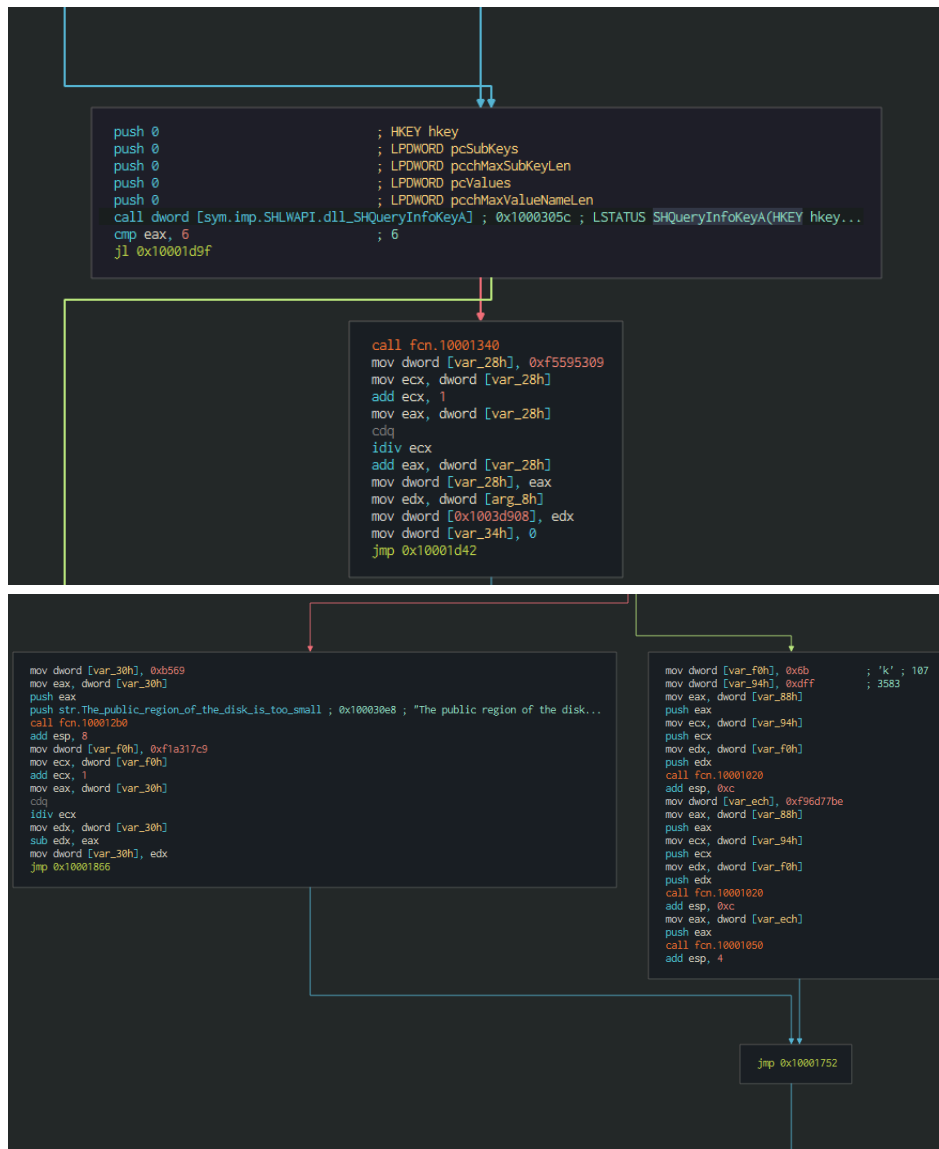 push 0 ; HKEY hkey
push 0 ; LPDWORD pcSubKeys
push 0 ; LPDWORD pcchMaxSubKeyLen
push 0 ; LPDWORD pcValues
push 0 ; LPDWORD pcchMaxValueNameLen
call dword [sym.imp.SHLWAPI.dll_SHQueryInfoKeyA] ; 0x1000305c ; LSTATUS SHQueryInfoKeyA(HKEY hkey...
cmp eax, 6 ; 6
jl 0x10001d9f
call fcn.10001340
mov dword [var_28h], 0xf5595309
mov ecx, dword [var_28h]
add ecx, 1
mov eax, dword [var_28h]
cdq
idiv ecx
add eax, dword [var_28h]
mov dword [var_28h], eax
mov edx, dword [arg_8h]
mov dword [0x1003d908], edx
mov dword [var_34h], 0
jmp 0x10001d42
mov dword [var_30h], 0xb569
mov eax, dword [var_30h]
push eax
push str.The_public_region_of_the_disk_is_too_small ; 0x100030e8 ; "The public region of the disk...
call fcn.100012b0
add esp, 8
mov dword [var_f0h], 0xf1a317c9
mov ecx, dword [var_f0h]
add ecx, 1
mov eax, dword [var_30h]
cdq
idiv ecx
mov edx, dword [var_30h]
sub edx, eax
mov dword [var_30h], edx
jmp 0x10001866
mov dword [var_f0h], 0x6b ; 'k' ; 107
mov dword [var_94h], 0xdff ; 3583
mov eax, dword [var_88h]
push eax
mov ecx, dword [var_94h]
push ecx
mov edx, dword [var_f0h]
push edx
call fcn.10001020
add esp, 0xc
mov dword [var_ech], 0xf96d77be
mov eax, dword [var_88h]
push eax
mov ecx, dword [var_94h]
push ecx
mov edx, dword [var_f0h]
push edx
call fcn.10001020
add esp, 0xc
mov eax, dword [var_ech]
push eax
call fcn.10001050
add esp, 4
jmp 0x10001752